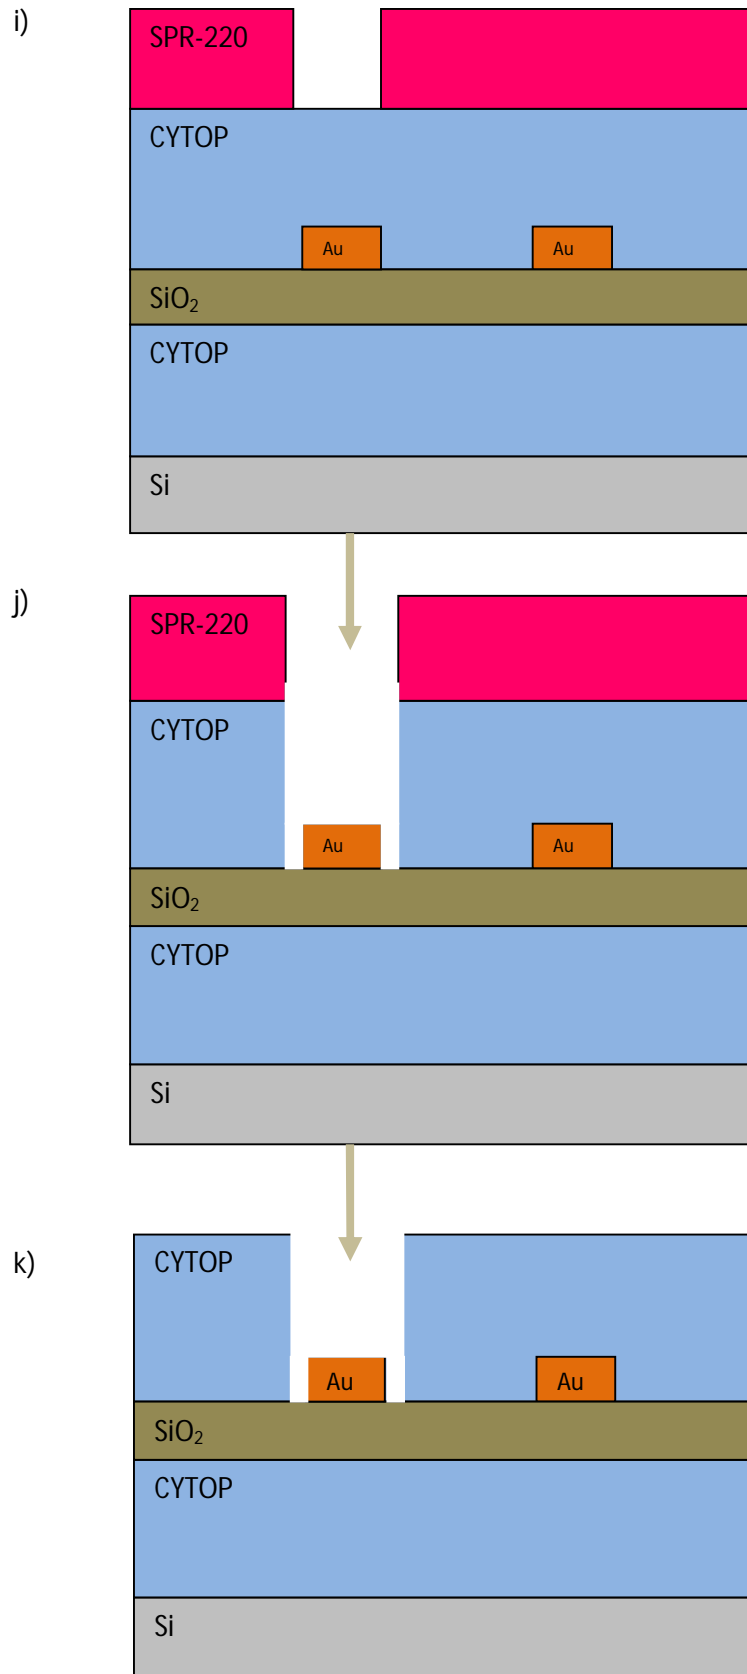 i)
SPR-220
CYTOP
Au Au
SiO₂
CYTOP
Si
j)
SPR-220
CYTOP
Au Au
SiO₂
CYTOP
Si
k)
CYTOP
Au Au
SiO₂
CYTOP
Si